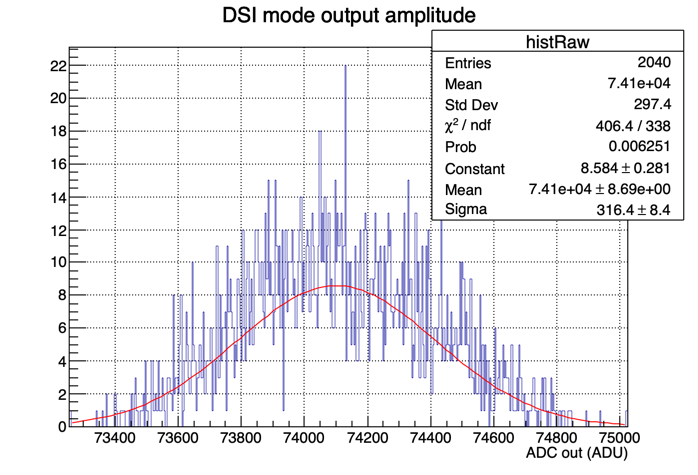 DSI mode output amplitude
histRaw
Entries 2040
Mean 7.41e+04
Std Dev 297.4
χ² / ndf 406.4 / 338
Prob 0.006251
Constant 8.584 ± 0.281
Mean 7.41e+04 ± 8.69e+00
Sigma 316.4 ± 8.4
22
20
18
16
14
12
10
8
6
4
2
0
73400 73600 73800 74000 74200 74400 74600 74800 75000
ADC out (ADU)